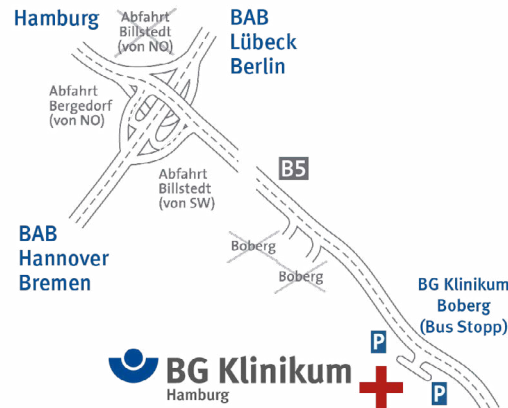 Hamburg
Abfahrt
Billstedt
(von NO)
BAB
Lübeck
Berlin
Abfahrt
Bergedorf
(von NO)
Abfahrt
Billstedt
(von SW)
B5
BAB
Hannover
Bremen
Boberg
Boberg
BG Klinikum
Boberg
(Bus Stopp)
P
BG Klinikum
Hamburg
P